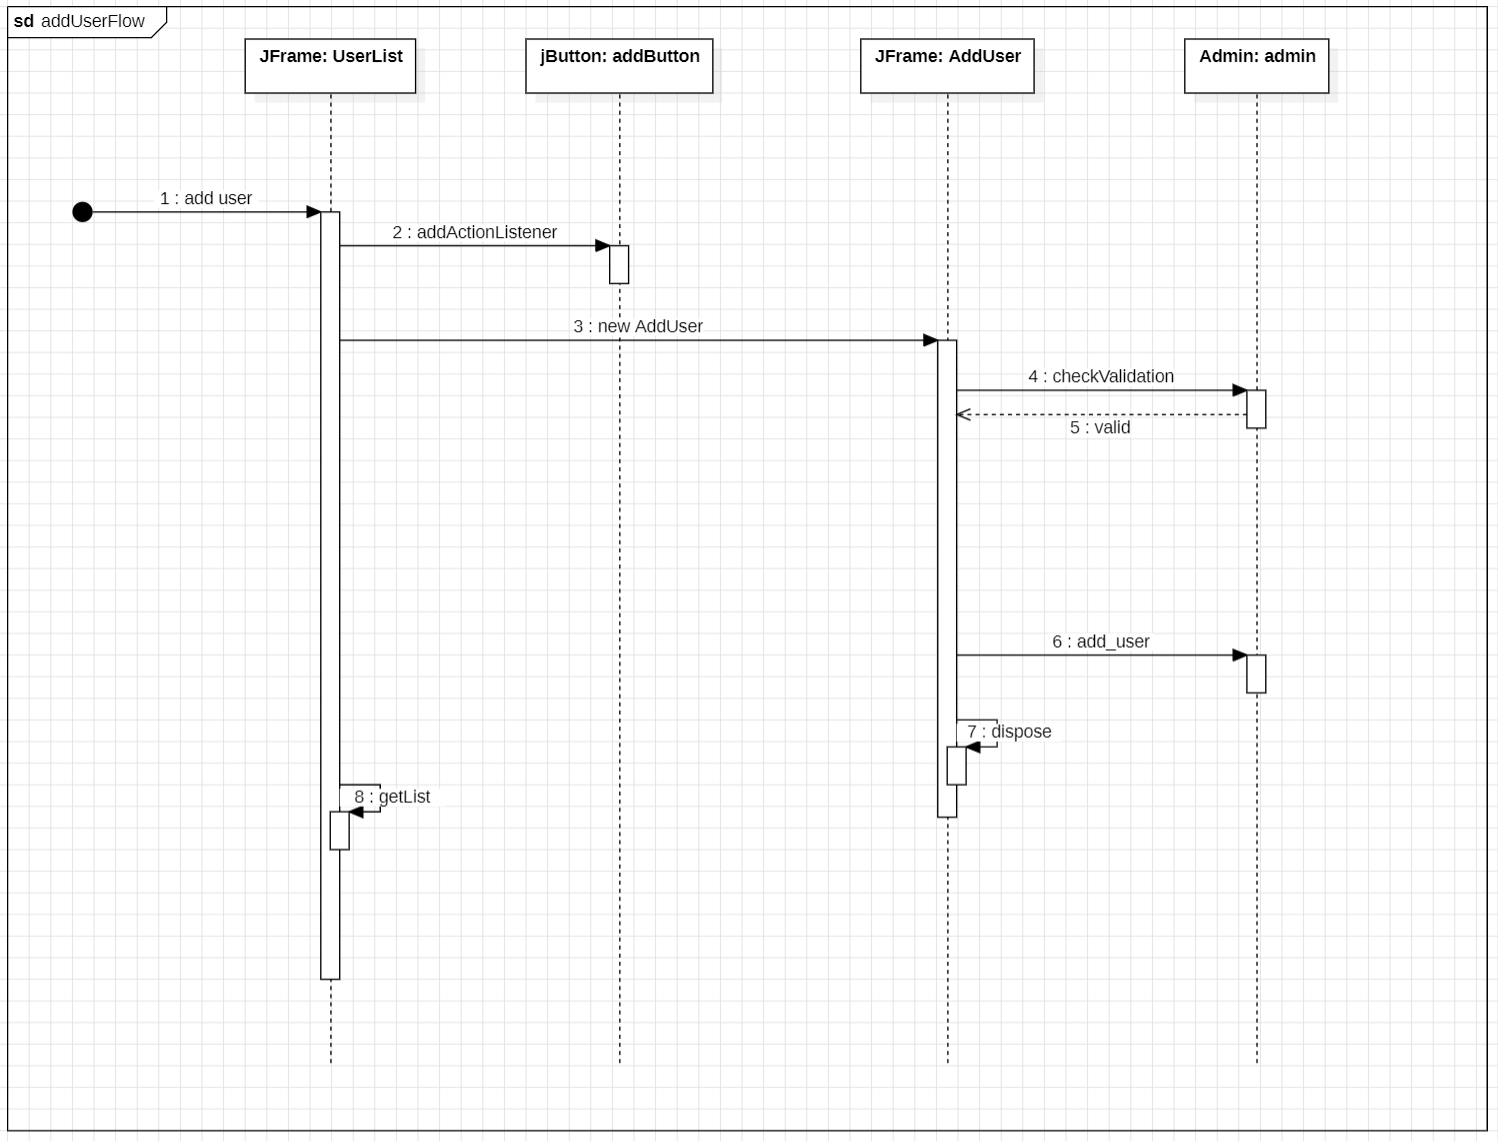 sd addUserFlow
JFrame: UserList
jButton: addButton
JFrame: AddUser
Admin: admin
1 : add user
2 : addActionListener
3 : new AddUser
4 : checkValidation
5 : valid
6 : add_user
7 : dispose
8 : getList